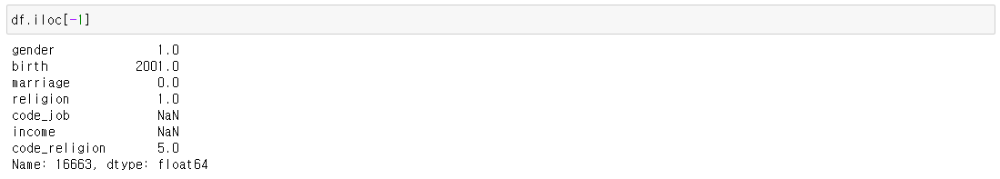 df.iloc[-1]
gender 1.0
birth 2001.0
marriage 0.0
religion 1.0
code_job NaN
income NaN
code_religion 5.0
Name: 16663, dtype: float64